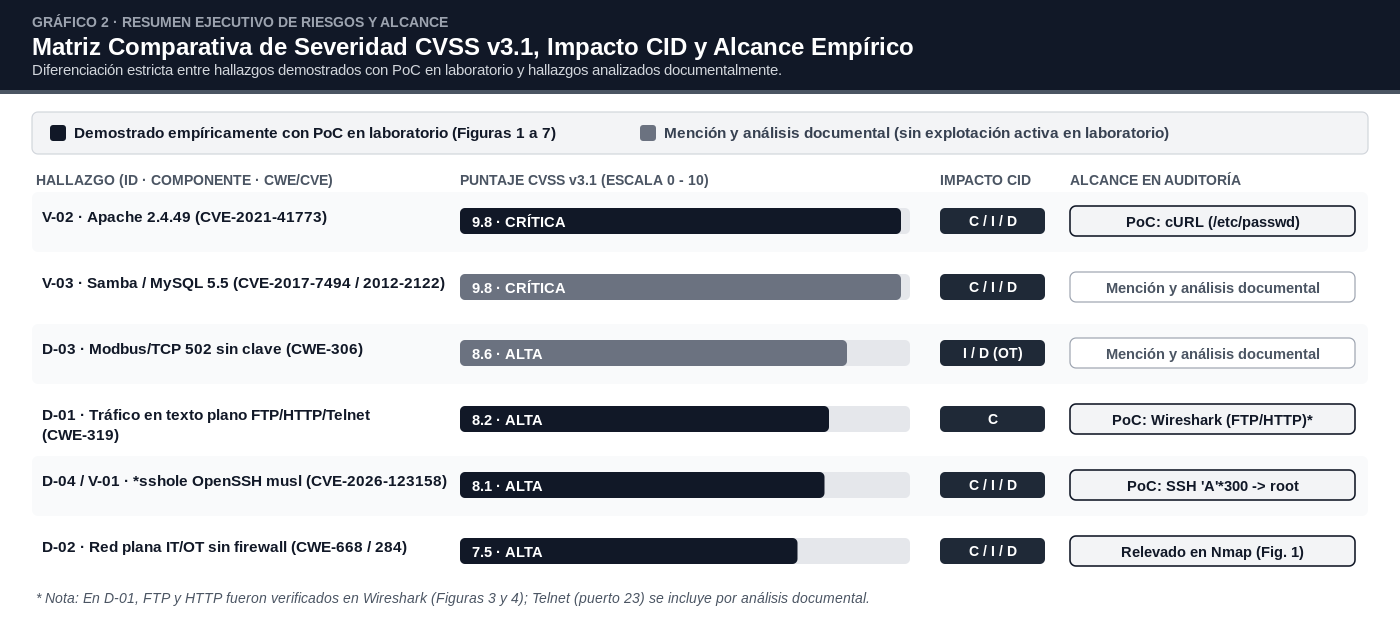 GRÁFICO 2 · RESUMEN EJECUTIVO DE RIESGOS Y ALCANCE
Matriz Comparativa de Severidad CVSS v3.1, Impacto CID y Alcance Empírico
Diferenciación estricta entre hallazgos demostrados con PoC en laboratorio y hallazgos analizados documentalmente.
Demostrado empíricamente con PoC en laboratorio (Figuras 1 a 7)
Mención y análisis documental (sin explotación activa en laboratorio)
HALLAZGO (ID · COMPONENTE · CWE/CVE) PUNTAJE CVSS v3.1 (ESCALA 0 - 10) IMPACTO CID ALCANCE EN AUDITORÍA
V-02 · Apache 2.4.49 (CVE-2021-41773) 9.8 · CRÍTICA C / I / D PoC: cURL (/etc/passwd)
V-03 · Samba / MySQL 5.5 (CVE-2017-7494 / 2012-2122) 9.8 · CRÍTICA C / I / D Mención y análisis documental
D-03 · Modbus/TCP 502 sin clave (CWE-306) 8.6 · ALTA I / D (OT) Mención y análisis documental
D-01 · Tráfico en texto plano FTP/HTTP/Telnet 8.2 · ALTA C PoC: Wireshark (FTP/HTTP)*
(CWE-319)
D-04 / V-01 · *sshole OpenSSH musl (CVE-2026-123158) 8.1 · ALTA C / I / D PoC: SSH 'A'*300 -> root
D-02 · Red plana IT/OT sin firewall (CWE-668 / 284) 7.5 · ALTA C / I / D Relevado en Nmap (Fig. 1)
* Nota: En D-01, FTP y HTTP fueron verificados en Wireshark (Figuras 3 y 4); Telnet (puerto 23) se incluye por análisis documental.